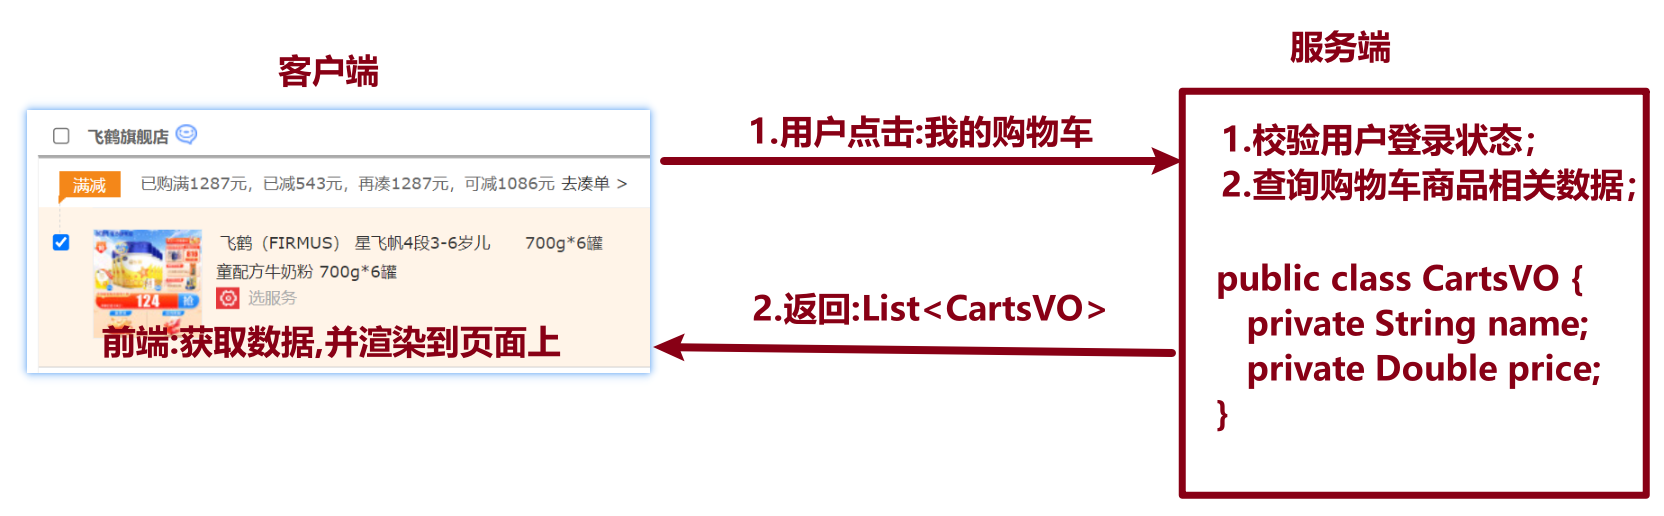 客户端
服务端
飞鹤旗舰店
满减 已购满1287元，已减543元，再凑1287元，可减1086元 去凑单 >
飞鹤（FIRMUS） 星飞帆4段3-6岁儿 700g*6罐
童配方牛奶粉 700g*6罐
选服务
124 抢
前端:获取数据,并渲染到页面上
1.用户点击:我的购物车
2.返回:List<CartsVO>
1.校验用户登录状态;
2.查询购物车商品相关数据;
public class CartsVO {
private String name;
private Double price;
}